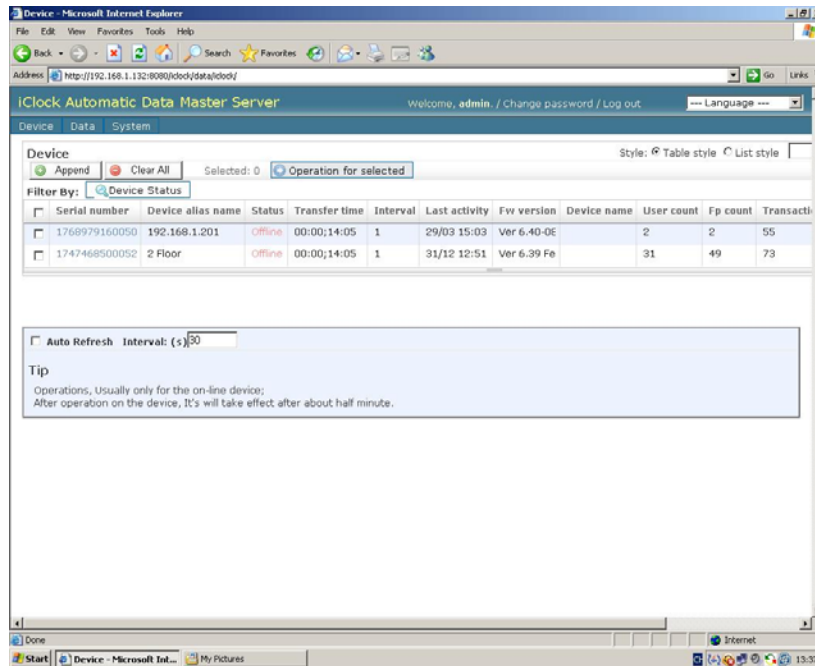 Device - Microsoft Internet Explorer
File Edit View Favorites Tools Help
Back Search Favorites
Address http://192.168.1.132:8080/iclock/data/iclock/ Go Links
iClock Automatic Data Master Server Welcome, admin. / Change password / Log out --- Language ---
Device Data System
Device Style: Table style List style
Append Clear All Selected: 0 Operation for selected
Filter By: Device Status
Serial number Device alias name Status Transfer time Interval Last activity Fw version Device name User count Fp count Transacti
1768979160050 192.168.1.201 Offline 00:00;14:05 1 29/03 15:03 Ver 6.40-0E 2 2 55
1747468500052 2 Floor Offline 00:00;14:05 1 31/12 12:51 Ver 6.39 Fe 31 49 73
Auto Refresh Interval: (s) 30
Tip
Operations, Usually only for the on-line device;
After operation on the device, It's will take effect after about half minute.
Done Internet
Start Device - Microsoft Int... My Pictures